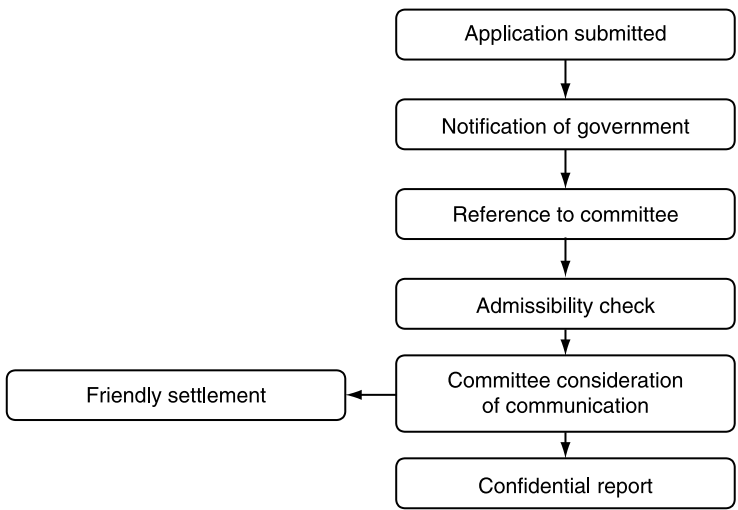 Application submitted
Notification of government
Reference to committee
Admissibility check
Committee consideration
of communication
Friendly settlement
Confidential report